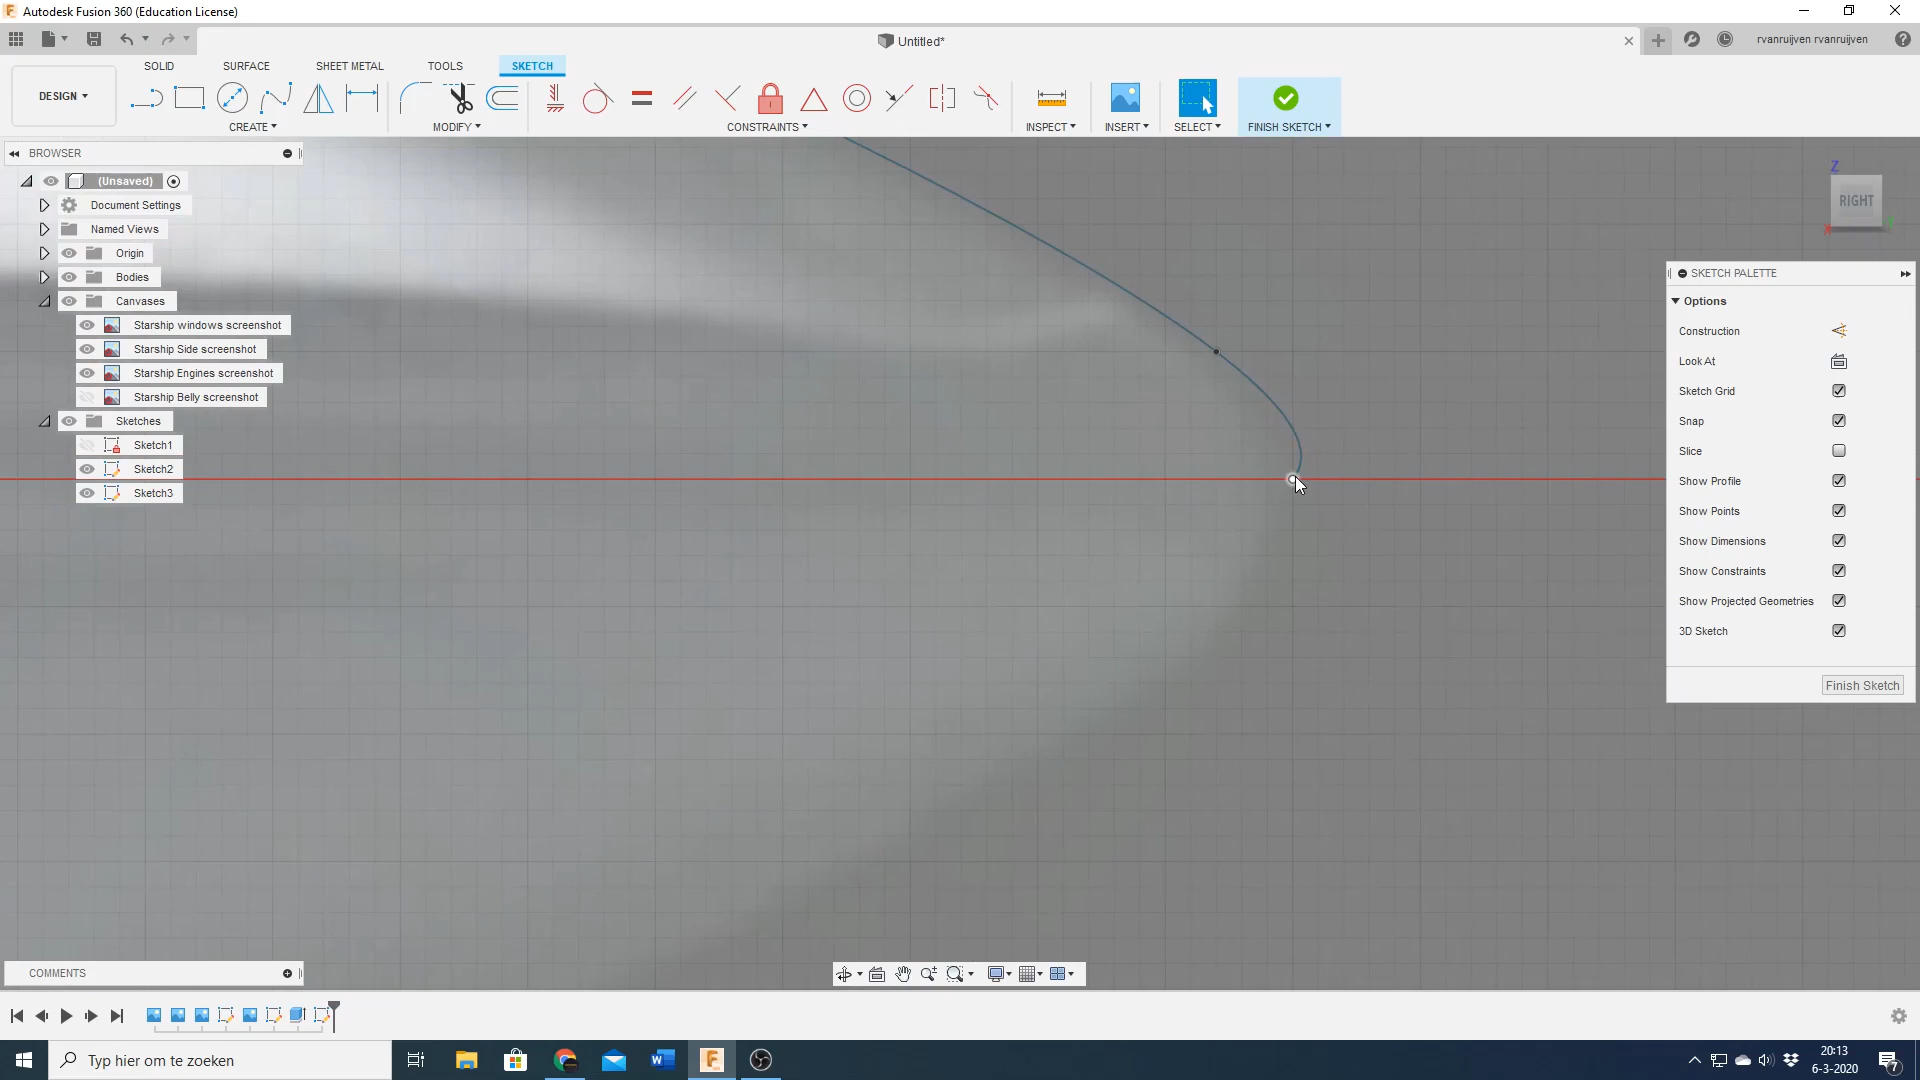 Autodesk Fusion 360 (Education License)
Untitled*
rvanruijven rvanruijven
SOLID SURFACE SHEET METAL TOOLS SKETCH
DESIGN
CREATE MODIFY CONSTRAINTS INSPECT INSERT SELECT FINISH SKETCH
BROWSER
(Unsaved)
Document Settings
Named Views
Origin
Bodies
Canvases
Starship windows screenshot
Starship Side screenshot
Starship Engines screenshot
Starship Belly screenshot
Sketches
Sketch1
Sketch2
Sketch3
Z
RIGHT
X
SKETCH PALETTE
Options
Construction
Look At
Sketch Grid
Snap
Slice
Show Profile
Show Points
Show Dimensions
Show Constraints
Show Projected Geometries
3D Sketch
Finish Sketch
COMMENTS
Typ hier om te zoeken
20:13
6-3-2020
7